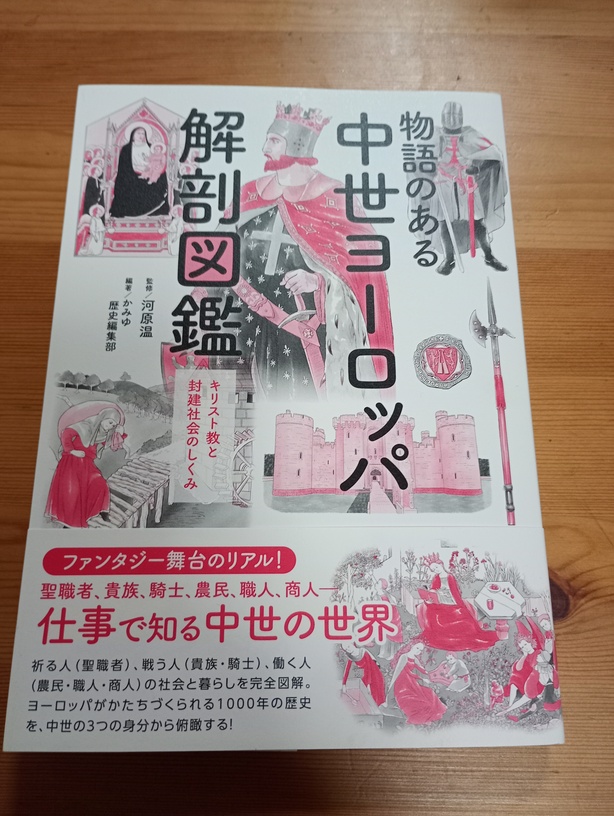 物語のある
中世ヨーロッパ
解剖図鑑
キリスト教と
封建社会のしくみ
監修／河原温
編著／かみゆ
歴史編集部
ファンタジー舞台のリアル！
聖職者、貴族、騎士、農民、職人、商人―
仕事で知る中世の世界
祈る人（聖職者）、戦う人（貴族・騎士）、働く人
（農民・職人・商人）の社会と暮らしを完全図解。
ヨーロッパがかたちづくられる1000年の歴史
を、中世の3つの身分から俯瞰する！